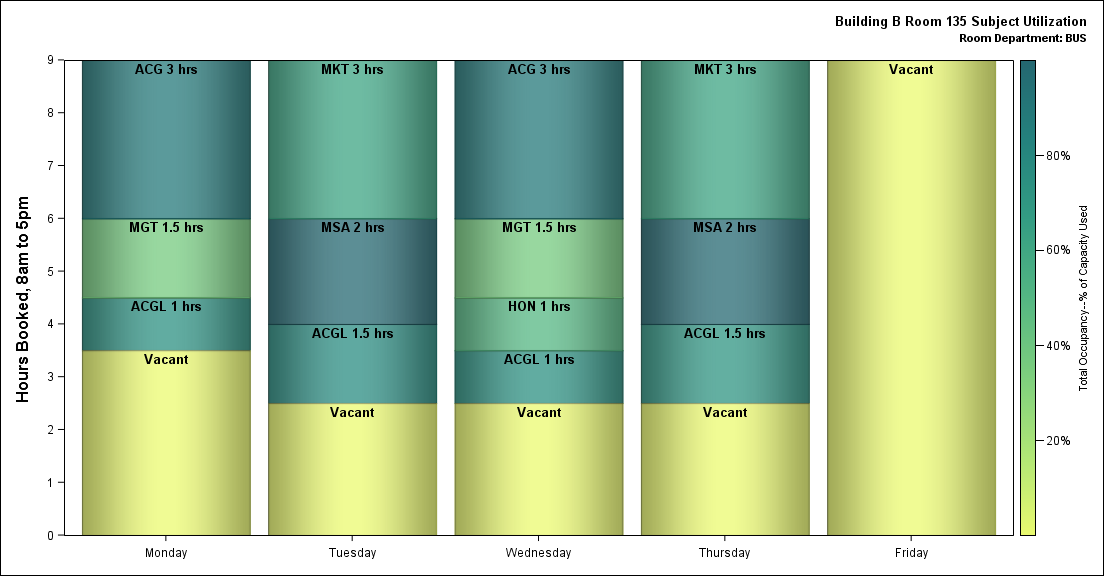 Building B Room 135 Subject Utilization
Room Department: BUS
Hours Booked, 8am to 5pm
9
8
7
6
5
4
3
2
1
0
ACG 3 hrs
MGT 1.5 hrs
ACGL 1 hrs
Vacant
MKT 3 hrs
MSA 2 hrs
ACGL 1.5 hrs
Vacant
ACG 3 hrs
MGT 1.5 hrs
HON 1 hrs
ACGL 1 hrs
Vacant
MKT 3 hrs
MSA 2 hrs
ACGL 1.5 hrs
Vacant
Vacant
Monday
Tuesday
Wednesday
Thursday
Friday
80%
60%
40%
20%
Total Occupancy--% of Capacity Used